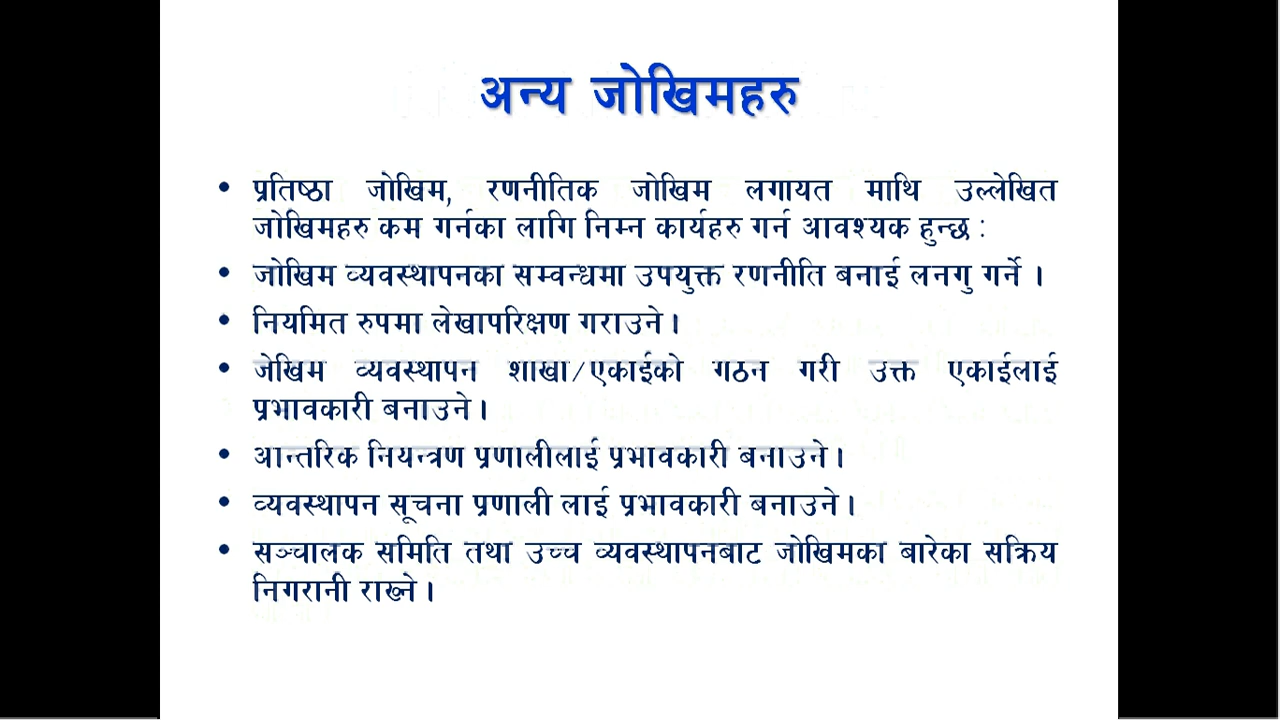 अन्य जोखिमहरु
• प्रतिष्ठा जोखिम, रणनीतिक जोखिम लगायत माथि उल्लेखित
जोखिमहरु कम गर्नका लागि निम्न कार्यहरु गर्न आवश्यक हुन्छ :
• जोखिम व्यवस्थापनका सम्वन्धमा उपयुक्त रणनीति बनाई लनगु गर्ने ।
• नियमित रुपमा लेखापरिक्षण गराउने ।
• जेखिम व्यवस्थापन शाखा/एकाईको गठन गरी उक्त एकाईलाई
प्रभावकारी बनाउने ।
• आन्तरिक नियन्त्रण प्रणालीलाई प्रभावकारी बनाउने ।
• व्यवस्थापन सूचना प्रणाली लाई प्रभावकारी बनाउने ।
• सञ्चालक समिति तथा उच्च व्यवस्थापनबाट जोखिमका बारेका सक्रिय
निगरानी राख्ने ।